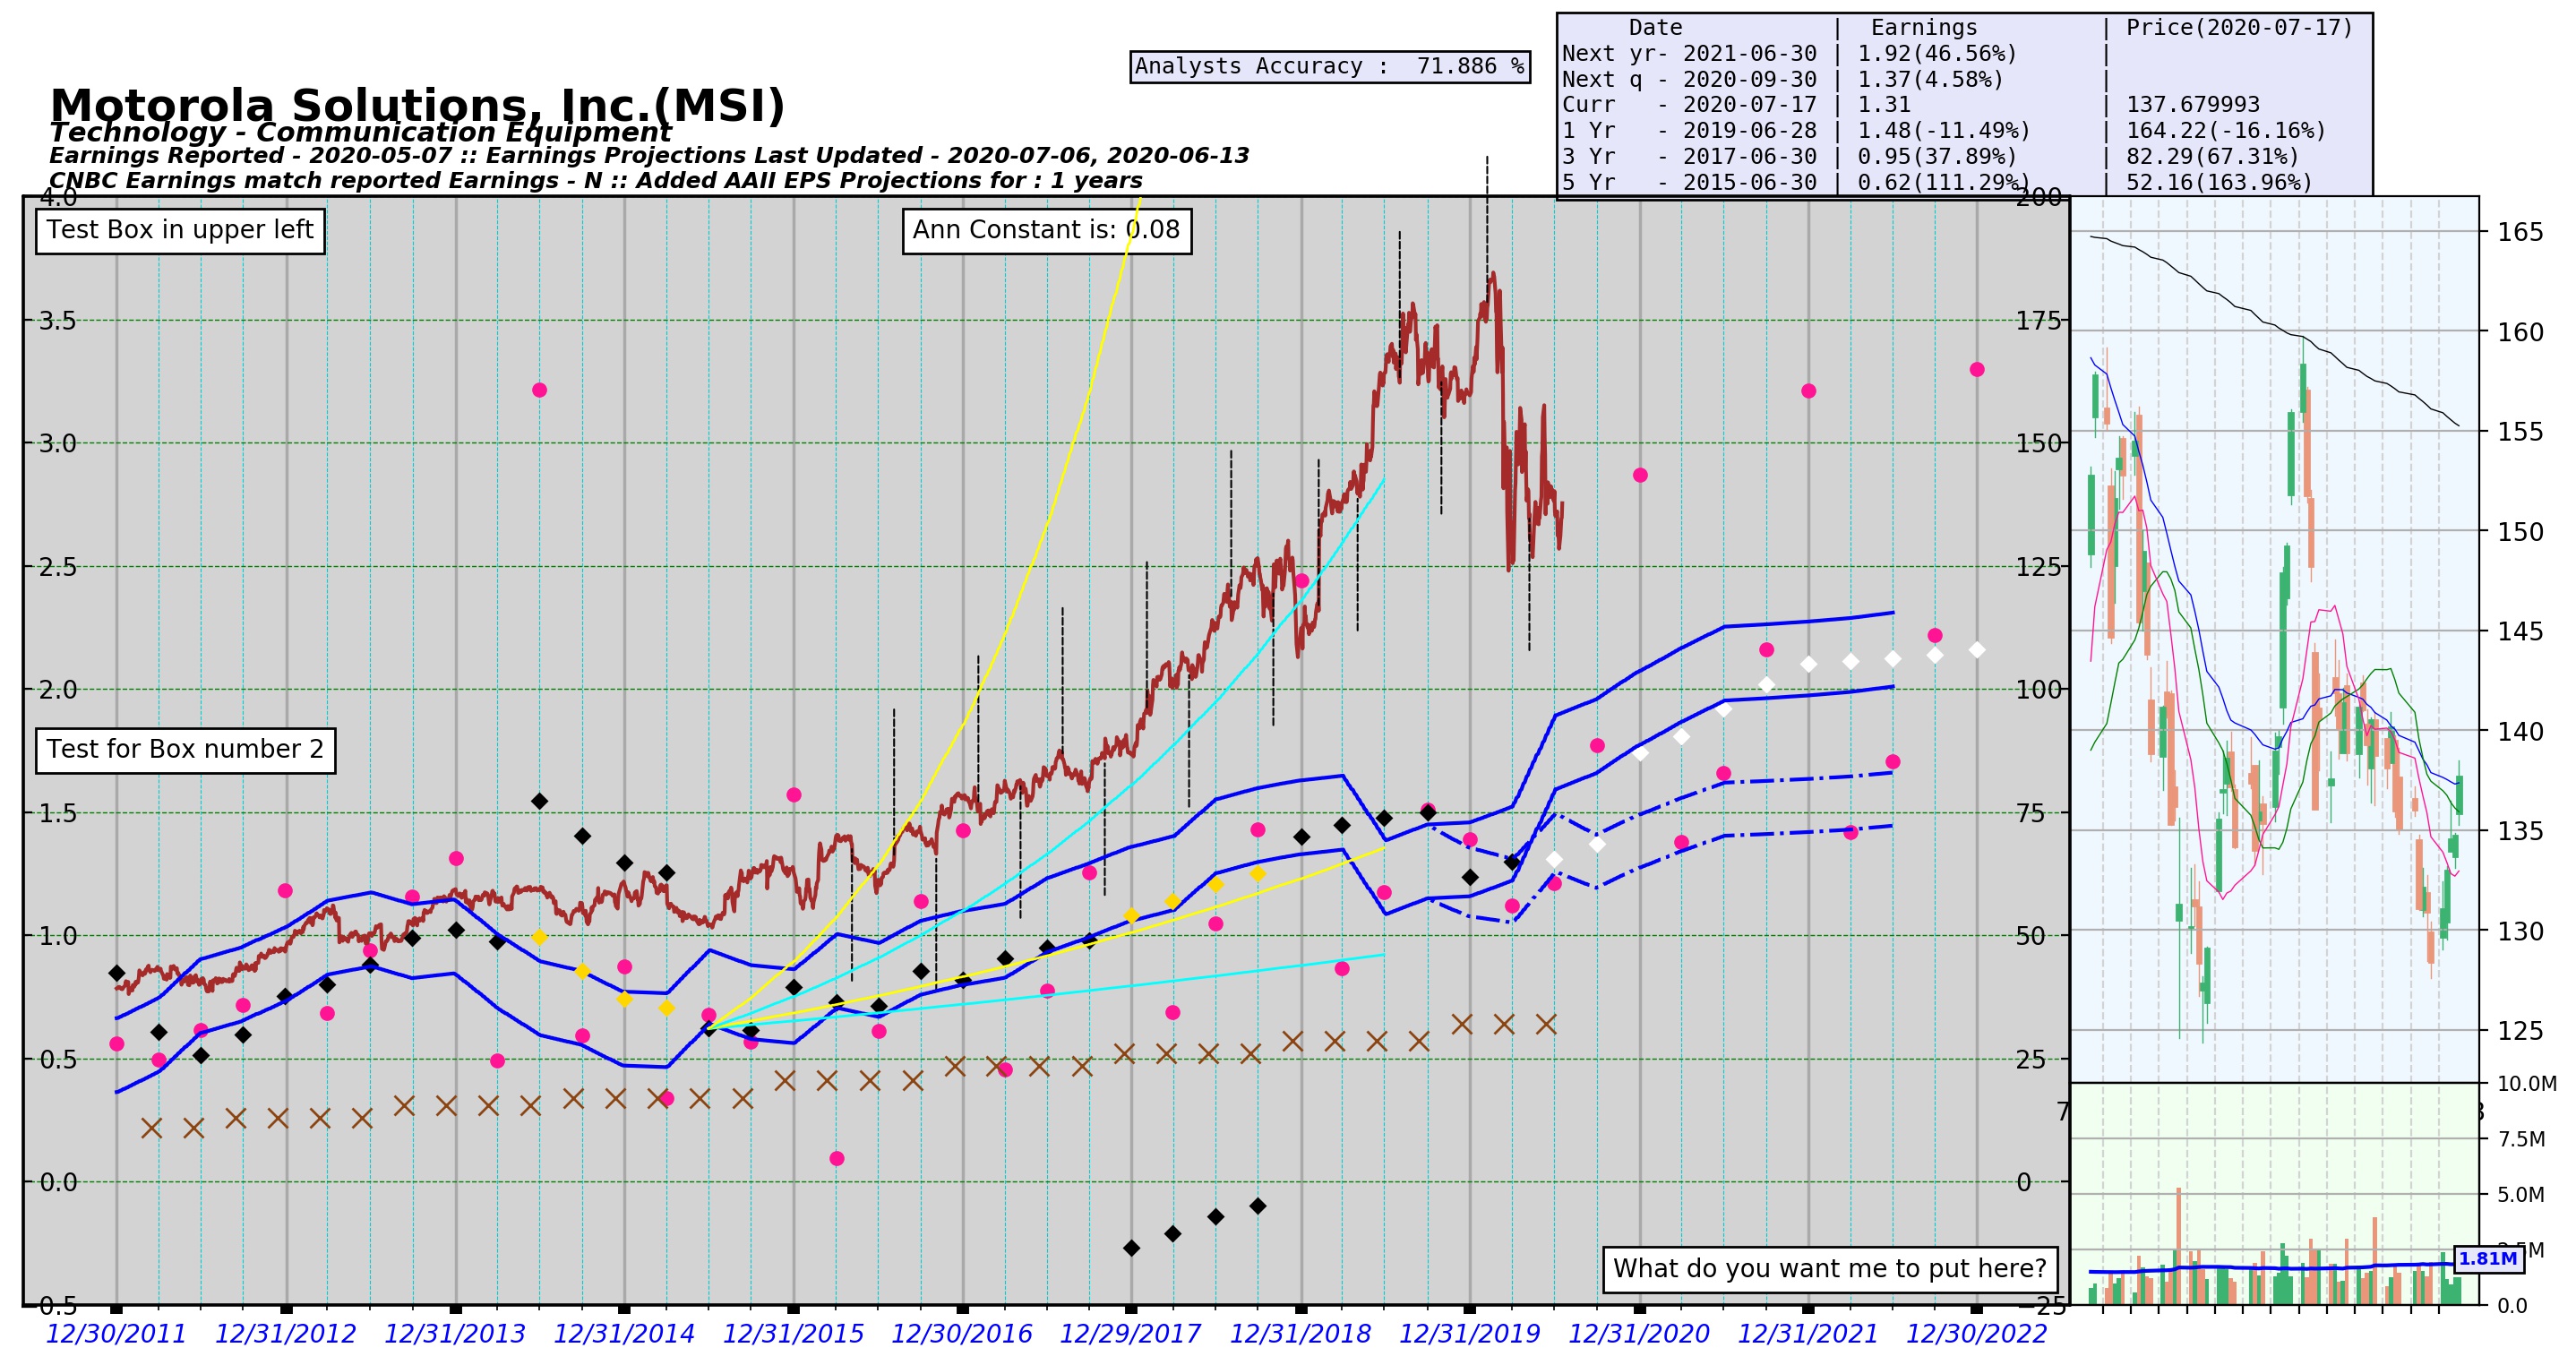 Date | Earnings | Price(2020-07-17)
Next yr- 2021-06-30 | 1.92(46.56%) |
Next q - 2020-09-30 | 1.37(4.58%) |
Curr - 2020-07-17 | 1.31 | 137.679993
1 Yr - 2019-06-28 | 1.48(-11.49%) | 164.22(-16.16%)
3 Yr - 2017-06-30 | 0.95(37.89%) | 82.29(67.31%)
5 Yr - 2015-06-30 | 0.62(111.29%) | 52.16(163.96%)
Analysts Accuracy : 71.886 %
Motorola Solutions, Inc.(MSI)
Technology - Communication Equipment
Earnings Reported - 2020-05-07 :: Earnings Projections Last Updated - 2020-07-06, 2020-06-13
CNBC Earnings match reported Earnings - N :: Added AAII EPS Projections for : 1 years
Test Box in upper left
Ann Constant is: 0.08
Test for Box number 2
What do you want me to put here?
4.0
3.5
3.0
2.5
2.0
1.5
1.0
0.5
0.0
−0.5
200
175
150
125
100
75
50
25
0
−25
165
160
155
150
145
140
135
130
125
10.0M
7.5M
5.0M
1.81M
0.0
12/30/2011 12/31/2012 12/31/2013 12/31/2014 12/31/2015 12/30/2016 12/29/2017 12/31/2018 12/31/2019 12/31/2020 12/31/2021 12/30/2022